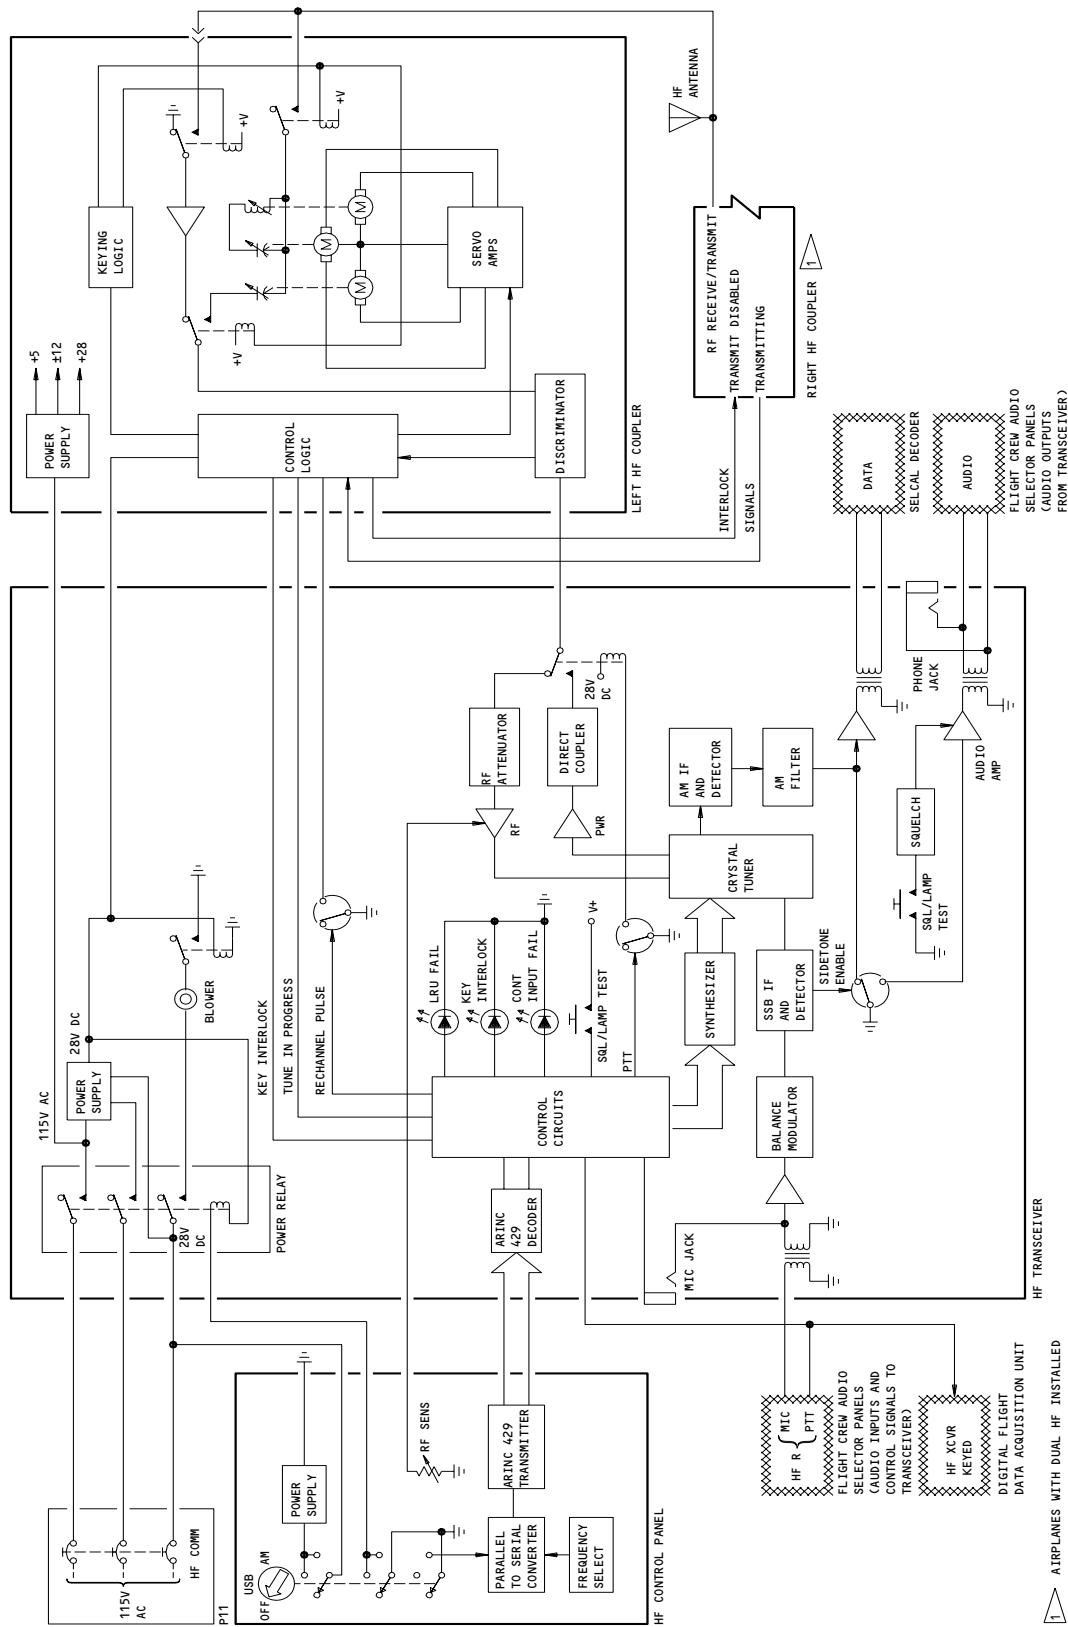 P11
115V
AC
HF COMM
HF CONTROL PANEL
OFF
USB
AM
POWER
SUPPLY
RF SENS
PARALLEL
TO SERIAL
CONVERTER
FREQUENCY
SELECT
ARINC 429
TRANSMITTER
HF TRANSCEIVER
POWER RELAY
28V
DC
115V AC
POWER
SUPPLY
28V DC
BLOWER
KEY INTERLOCK
TUNE IN PROGRESS
RECHANNEL PULSE
LRU FAIL
KEY
INTERLOCK
CONT
INPUT FAIL
SQL/LAMP TEST
V+
PTT
CONTROL
CIRCUITS
ARINC
429
DECODER
MIC JACK
BALANCE
MODULATOR
SYNTHESIZER
SSB IF
AND
DETECTOR
SIDETONE
ENABLE
CRYSTAL
TUNER
AM IF
AND
DETECTOR
AM
FILTER
RF
ATTENUATOR
RF
DIRECT
COUPLER
PWR
28V
DC
SQUELCH
SQL/LAMP
TEST
AUDIO
AMP
PHONE
JACK
LEFT HF COUPLER
POWER
SUPPLY
+5
±12
+28
KEYING
LOGIC
CONTROL
LOGIC
DISCRIMINATOR
SERVO
AMPS
M
M
M
+V
+V
+V
HF
ANTENNA
RIGHT HF COUPLER
1
RF RECEIVE/TRANSMIT
TRANSMIT DISABLED
TRANSMITTING
INTERLOCK
SIGNALS
DATA
SELCAL DECODER
AUDIO
FLIGHT CREW AUDIO
SELECTOR PANELS
(AUDIO OUTPUTS
FROM TRANSCEIVER)
HF R
MIC
PTT
FLIGHT CREW AUDIO
SELECTOR PANELS
(AUDIO INPUTS AND
CONTROL SIGNALS TO
TRANSCEIVER)
HF XCVR
KEYED
DIGITAL FLIGHT
DATA ACQUISITION UNIT
1 AIRPLANES WITH DUAL HF INSTALLED